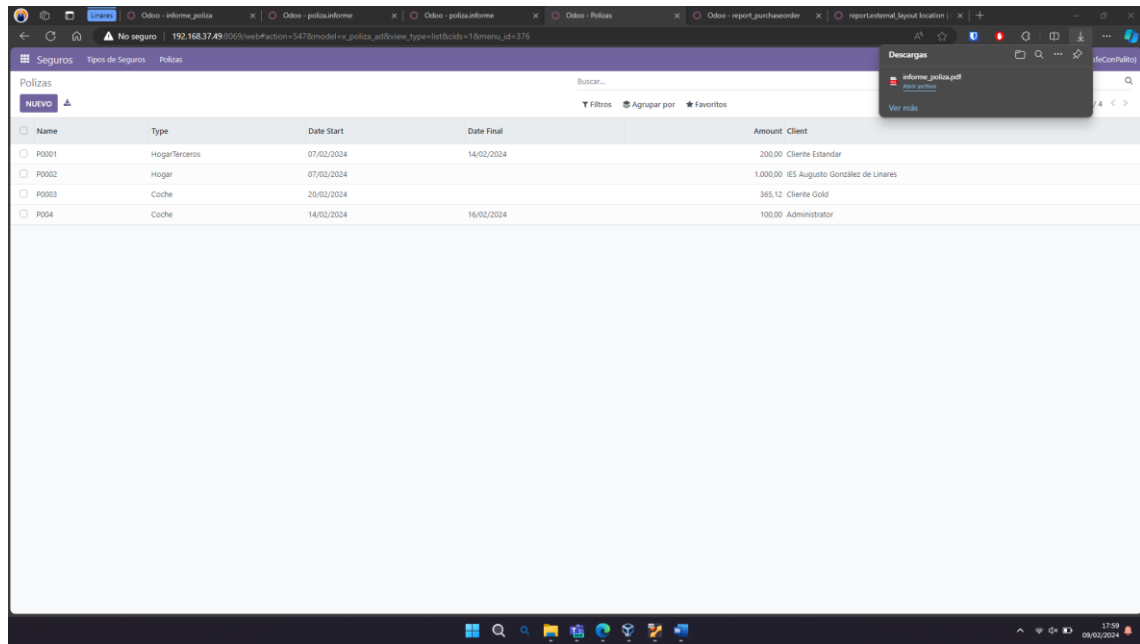 Linares Odoo - informe_poliza Odoo - poliza.informe Odoo - poliza.informe Odoo - Polizas Odoo - report_purchaseorder report.external_layout location |
No seguro 192.168.37.49:8069/web#action=547&model=x_poliza_ad&view_type=list&cids=1&menu_id=376
Seguros Tipos de Seguros Polizas
Descargas
afeConPalito)
informe_poliza.pdf
Abrir archivo
Ver más
Polizas
Buscar...
NUEVO
Filtros Agrupar por Favoritos
/ 4
Name Type Date Start Date Final Amount Client
P0001 HogarTerceros 07/02/2024 14/02/2024 200,00 Cliente Estandar
P0002 Hogar 07/02/2024 1.000,00 IES Augusto González de Linares
P0003 Coche 20/02/2024 365,12 Cliente Gold
P004 Coche 14/02/2024 16/02/2024 100,00 Administrator
17:59
09/02/2024